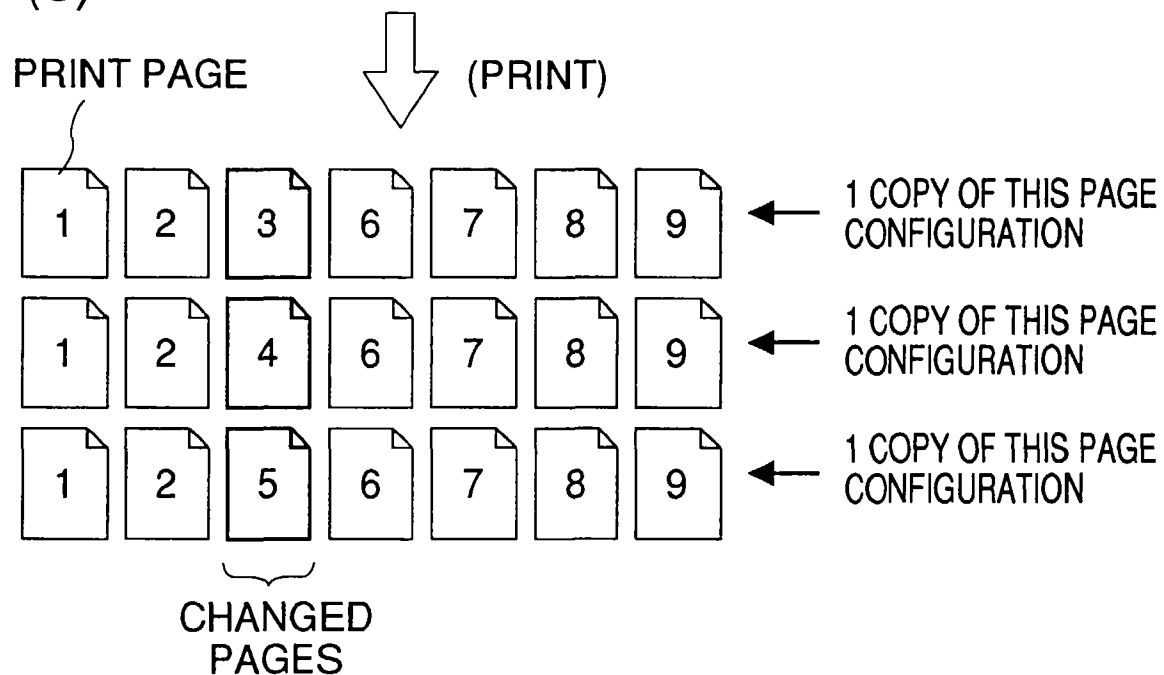 PRINT PAGE
(PRINT)
1 2 3 6 7 8 9
1 COPY OF THIS PAGE
CONFIGURATION
1 2 4 6 7 8 9
1 COPY OF THIS PAGE
CONFIGURATION
1 2 5 6 7 8 9
1 COPY OF THIS PAGE
CONFIGURATION
CHANGED
PAGES